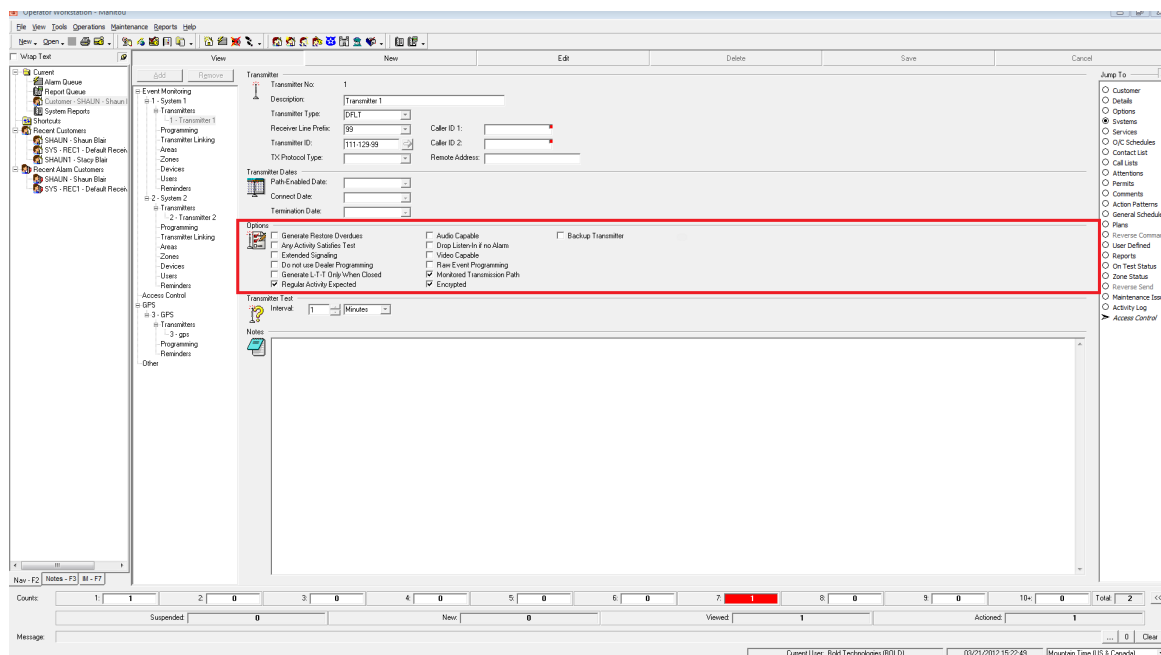 Operator Workstation - Manitou
File View Tools Operations Maintenance Reports Help
New Open
Wrap Text
View New Edit Delete Save Cancel
Current
Alarm Queue
Report Queue
Customer - SHAUN - Shaun
System Reports
Shortcuts
Recent Customers
SHAUN - Shaun Blair
SYS - REC1 - Default Receiv
SHAUN1 - Stacy Blair
Recent Alarm Customers
SHAUN - Shaun Blair
SYS - REC1 - Default Receiv
Nav - F2 Notes - F3 IM - F7
Add Remove
Event Monitoring
1 - System 1
Transmitters
1 - Transmitter 1
Programming
Transmitter Linking
Areas
Zones
Devices
Users
Reminders
2 - System 2
Transmitters
2 - Transmitter 2
Programming
Transmitter Linking
Areas
Zones
Devices
Users
Reminders
Access Control
GPS
3 - GPS
Transmitters
3 - gps
Programming
Reminders
Other
Transmitter
Transmitter No: 1
Description: Transmitter 1
Transmitter Type: DFLT
Receiver Line Prefix: 99 Caller ID 1:
Transmitter ID: 111-129-99 Caller ID 2:
TX Protocol Type: Remote Address:
Transmitter Dates
Path-Enabled Date:
Connect Date:
Termination Date:
Options
Generate Restore Overdues Audio Capable Backup Transmitter
Any Activity Satisfies Test Drop Listen-In if no Alarm
Extended Signaling Video Capable
Do not use Dealer Programming Raw Event Programming
Generate L-T-T Only When Closed Monitored Transmission Path
Regular Activity Expected Encrypted
Transmitter Test
Interval: 1 Minutes
Notes
Jump To
Customer
Details
Options
Systems
Services
O/C Schedules
Contact List
Call Lists
Attentions
Permits
Comments
Action Patterns
General Schedule
Plans
Reverse Comman
User Defined
Reports
On Test Status
Zone Status
Reverse Send
Maintenance Iss
Activity Log
Access Control
Counts: 1: 1 2: 0 3: 0 4: 0 5: 0 6: 0 7: 1 8: 0 9: 0 10+: 0 Total: 2 <<
Suspended: 0 New: 0 Viewed: 1 Actioned: 1
Message: ... 0 Clear
Current User: Bold Technologies (BOLD) 03/21/2012 15:22:49 Mountain Time (US & Canada)